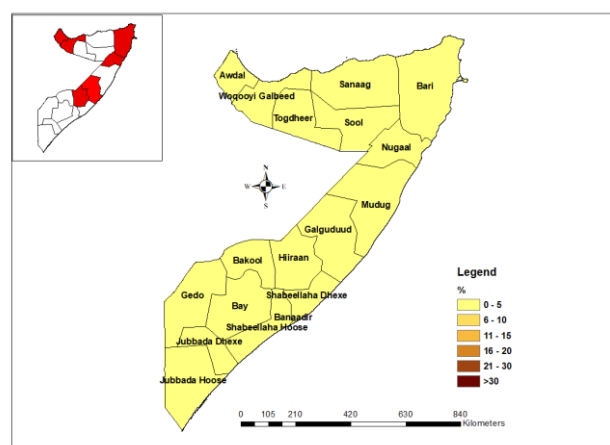 Awdal
Sanaag
Bari
Woqooyi Galbeed
Togdheer
Sool
Nugaal
N
W E
S
Mudug
Galguduud
Hiiraan
Bakool
Gedo
Bay
Shabeellaha Dhexe
Banaadir
Shabeellaha Hoose
Jubbada Dhexe
Jubbada Hoose
Legend
%
0 - 5
6 - 10
11 - 15
16 - 20
21 - 30
>30
0 105 210 420 630 840
Kilometers